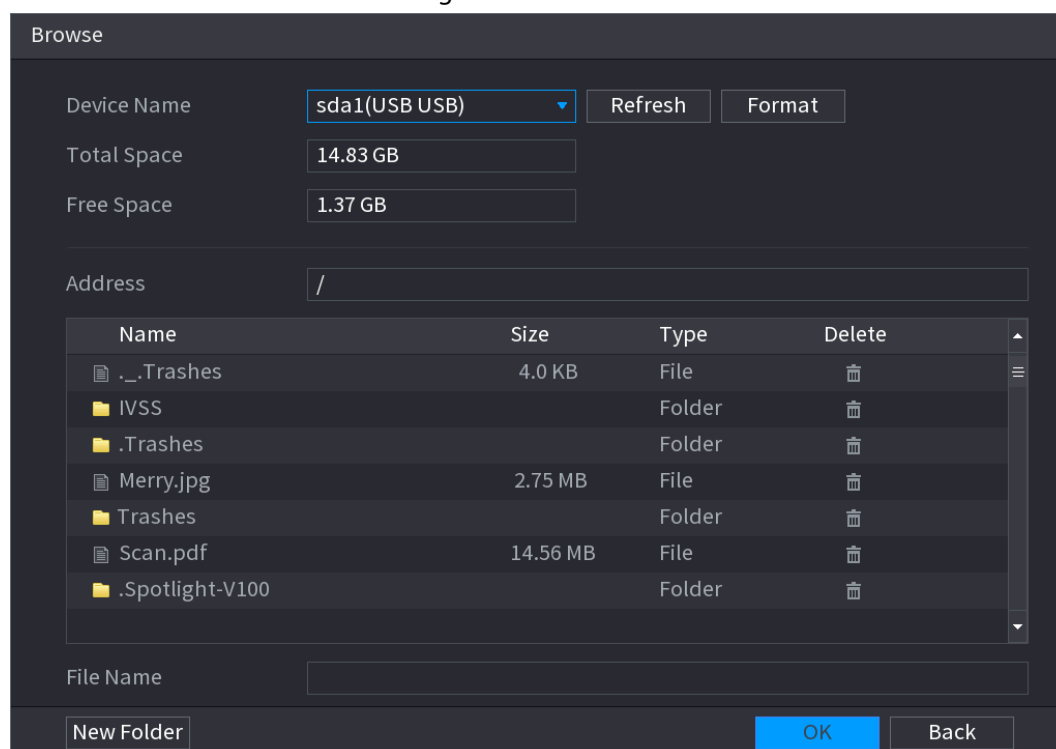 Browse
Device Name sda1(USB USB) Refresh Format
Total Space 14.83 GB
Free Space 1.37 GB
Address /
Name Size Type Delete
._.Trashes 4.0 KB File
IVSS Folder
.Trashes Folder
Merry.jpg 2.75 MB File
Trashes Folder
Scan.pdf 14.56 MB File
.Spotlight-V100 Folder
File Name
New Folder OK Back